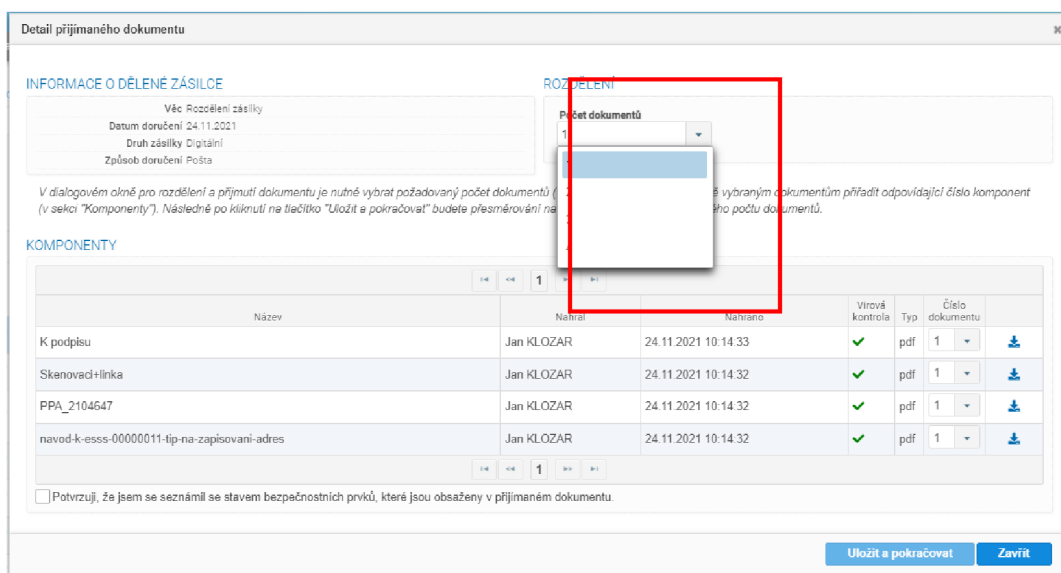 Detail přijímaného dokumentu
INFORMACE O DĚLENÉ ZÁSILCE
ROZDĚLENÍ
Věc Rozdělení zásilky
Datum doručení 24.11.2021
Druh zásilky Digitální
Způsob doručení Pošta
Počet dokumentů
1
V dialogovém okně pro rozdělení a přijmutí dokumentu je nutné vybrat požadovaný počet dokumentů ( vybraným dokumentům přiřadit odpovídající číslo komponent
(v sekci "Komponenty"). Následně po kliknutí na tlačítko "Uložit a pokračovat" budete přesměrování na počtu dokumentů.
KOMPONENTY
1
Název Nahrál Nahráno Virová kontrola Typ Číslo dokumentu
K podpisu Jan KLOZAR 24.11.2021 10:14:33 pdf 1
Skenovaci+linka Jan KLOZAR 24.11.2021 10:14:32 pdf 1
PPA_2104647 Jan KLOZAR 24.11.2021 10:14:32 pdf 1
navod-k-esss-00000011-tip-na-zapisovani-adres Jan KLOZAR 24.11.2021 10:14:32 pdf 1
1
Potvrzuji, že jsem se seznámil se stavem bezpečnostních prvků, které jsou obsaženy v přijímaném dokumentu.
Uložit a pokračovat Zavřít